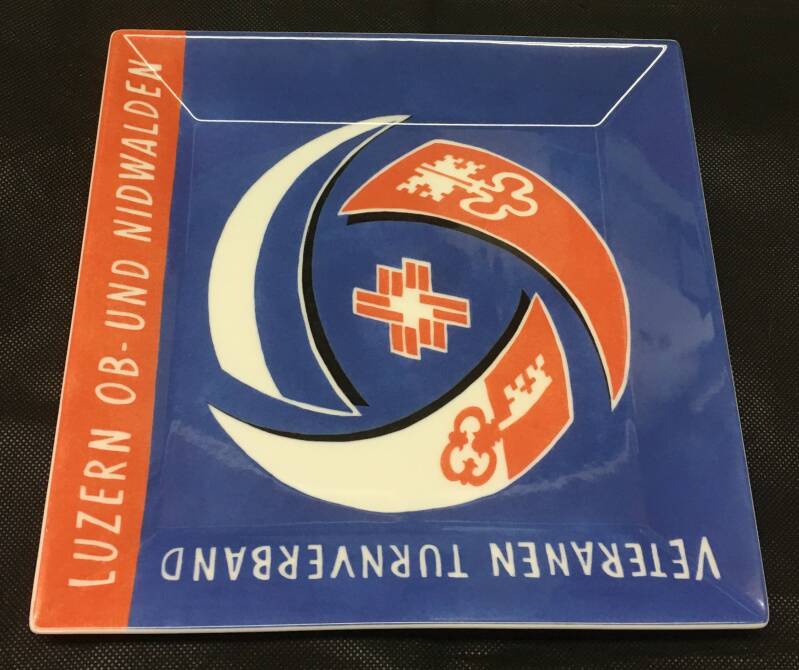 LUZERN OB-UND NIDWALDEN
VETERANEN TURNVERBAND